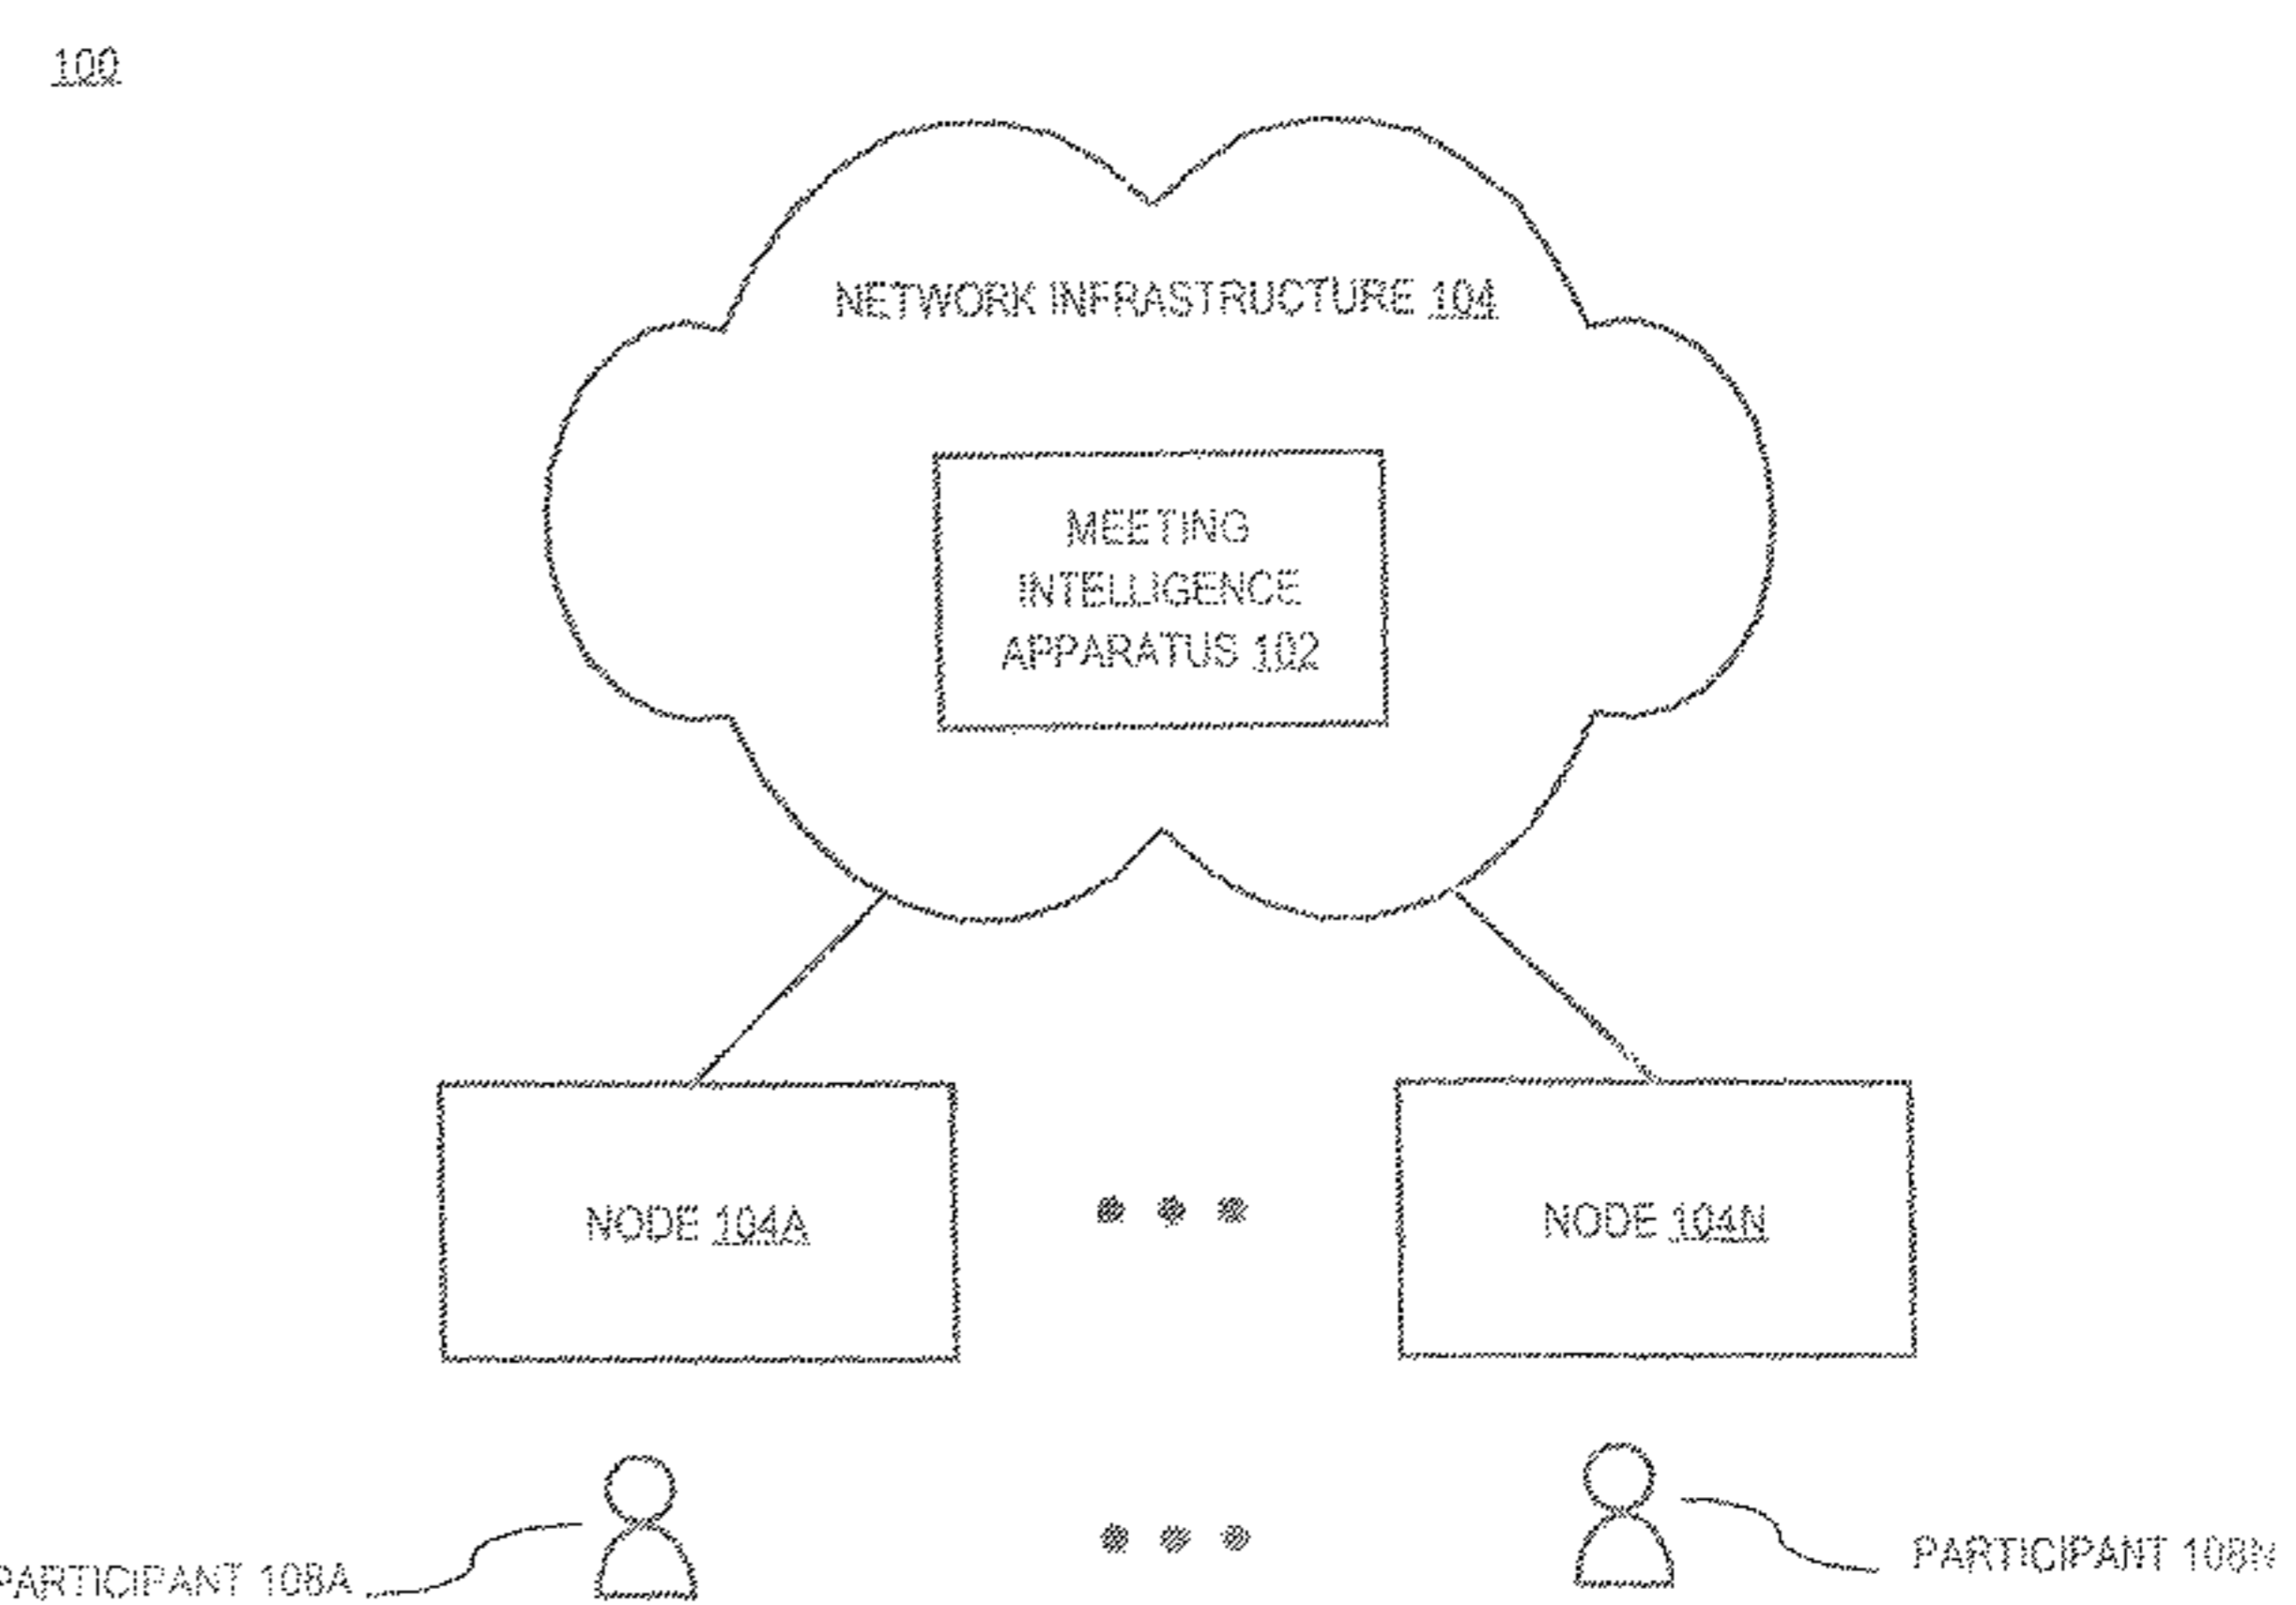 100
NETWORK INFRASTRUCTURE 104
MEETING
INTELLIGENCE
APPARATUS 102
NODE 104A
NODE 104N
PARTICIPANT 108A
PARTICIPANT 108N